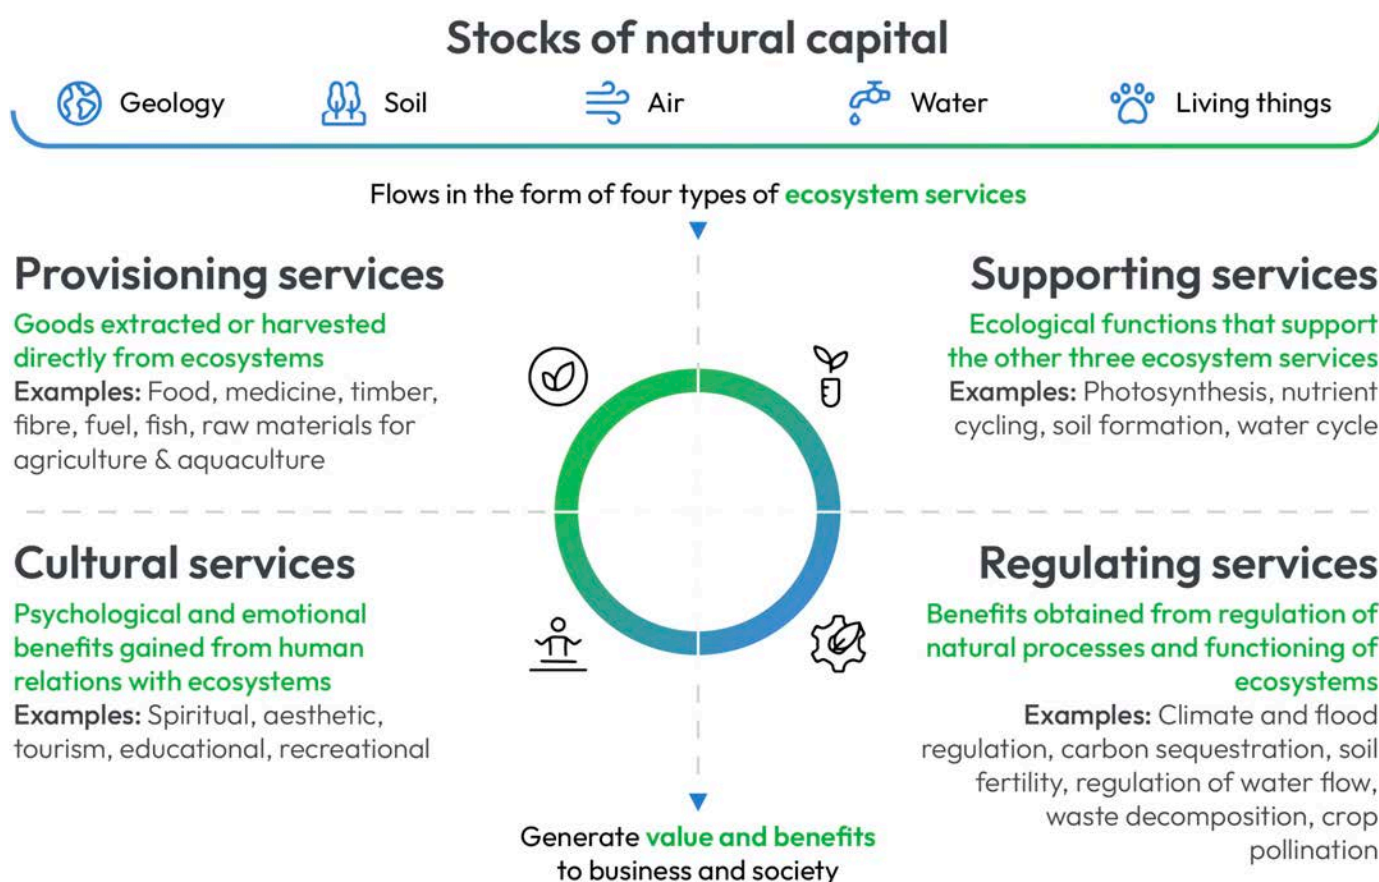 Stocks of natural capital
Geology
Soil
Air
Water
Living things
Flows in the form of four types of ecosystem services
Provisioning services
Goods extracted or harvested
directly from ecosystems
Examples: Food, medicine, timber,
fibre, fuel, fish, raw materials for
agriculture & aquaculture
Supporting services
Ecological functions that support
the other three ecosystem services
Examples: Photosynthesis, nutrient
cycling, soil formation, water cycle
Cultural services
Psychological and emotional
benefits gained from human
relations with ecosystems
Examples: Spiritual, aesthetic,
tourism, educational, recreational
Regulating services
Benefits obtained from regulation of
natural processes and functioning of
ecosystems
Examples: Climate and flood
regulation, carbon sequestration, soil
fertility, regulation of water flow,
waste decomposition, crop
pollination
Generate value and benefits
to business and society